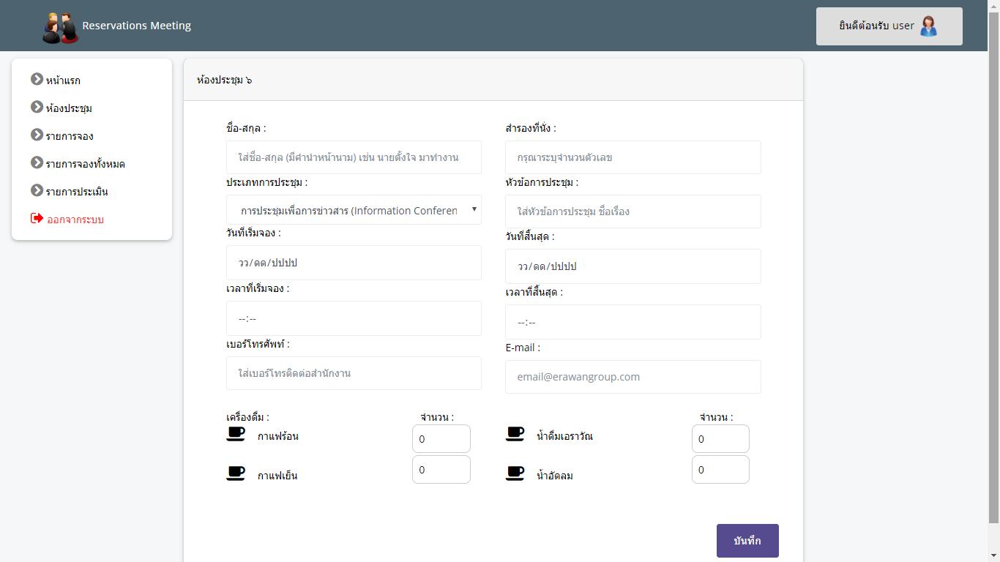 Reservations Meeting
ยินดีต้อนรับ user
หน้าแรก
ห้องประชุม
รายการจอง
รายการจองทั้งหมด
รายการประเมิน
ออกจากระบบ
ห้องประชุม ๖
ชื่อ-สกุล :
สำรองที่นั่ง :
ใส่ชื่อ-สกุล (มีคำนำหน้านาม) เช่น นายตั้งใจ มาทำงาน
กรุณาระบุจำนวนตัวเลข
ประเภทการประชุม :
หัวข้อการประชุม :
การประชุมเพื่อการข่าวสาร (Information Conferen
ใส่หัวข้อการประชุม ชื่อเรื่อง
วันที่เริ่มจอง :
วันที่สิ้นสุด :
วว/ดด/ปปปป
วว/ดด/ปปปป
เวลาที่เริ่มจอง :
เวลาที่สิ้นสุด :
--:--
--:--
เบอร์โทรศัพท์ :
E-mail :
ใส่เบอร์โทรติดต่อสำนักงาน
email@erawangroup.com
เครื่องดื่ม :
จำนวน :
จำนวน :
กาแฟร้อน
0
น้ำดื่มเอราวัณ
0
กาแฟเย็น
0
น้ำอัดลม
0
บันทึก